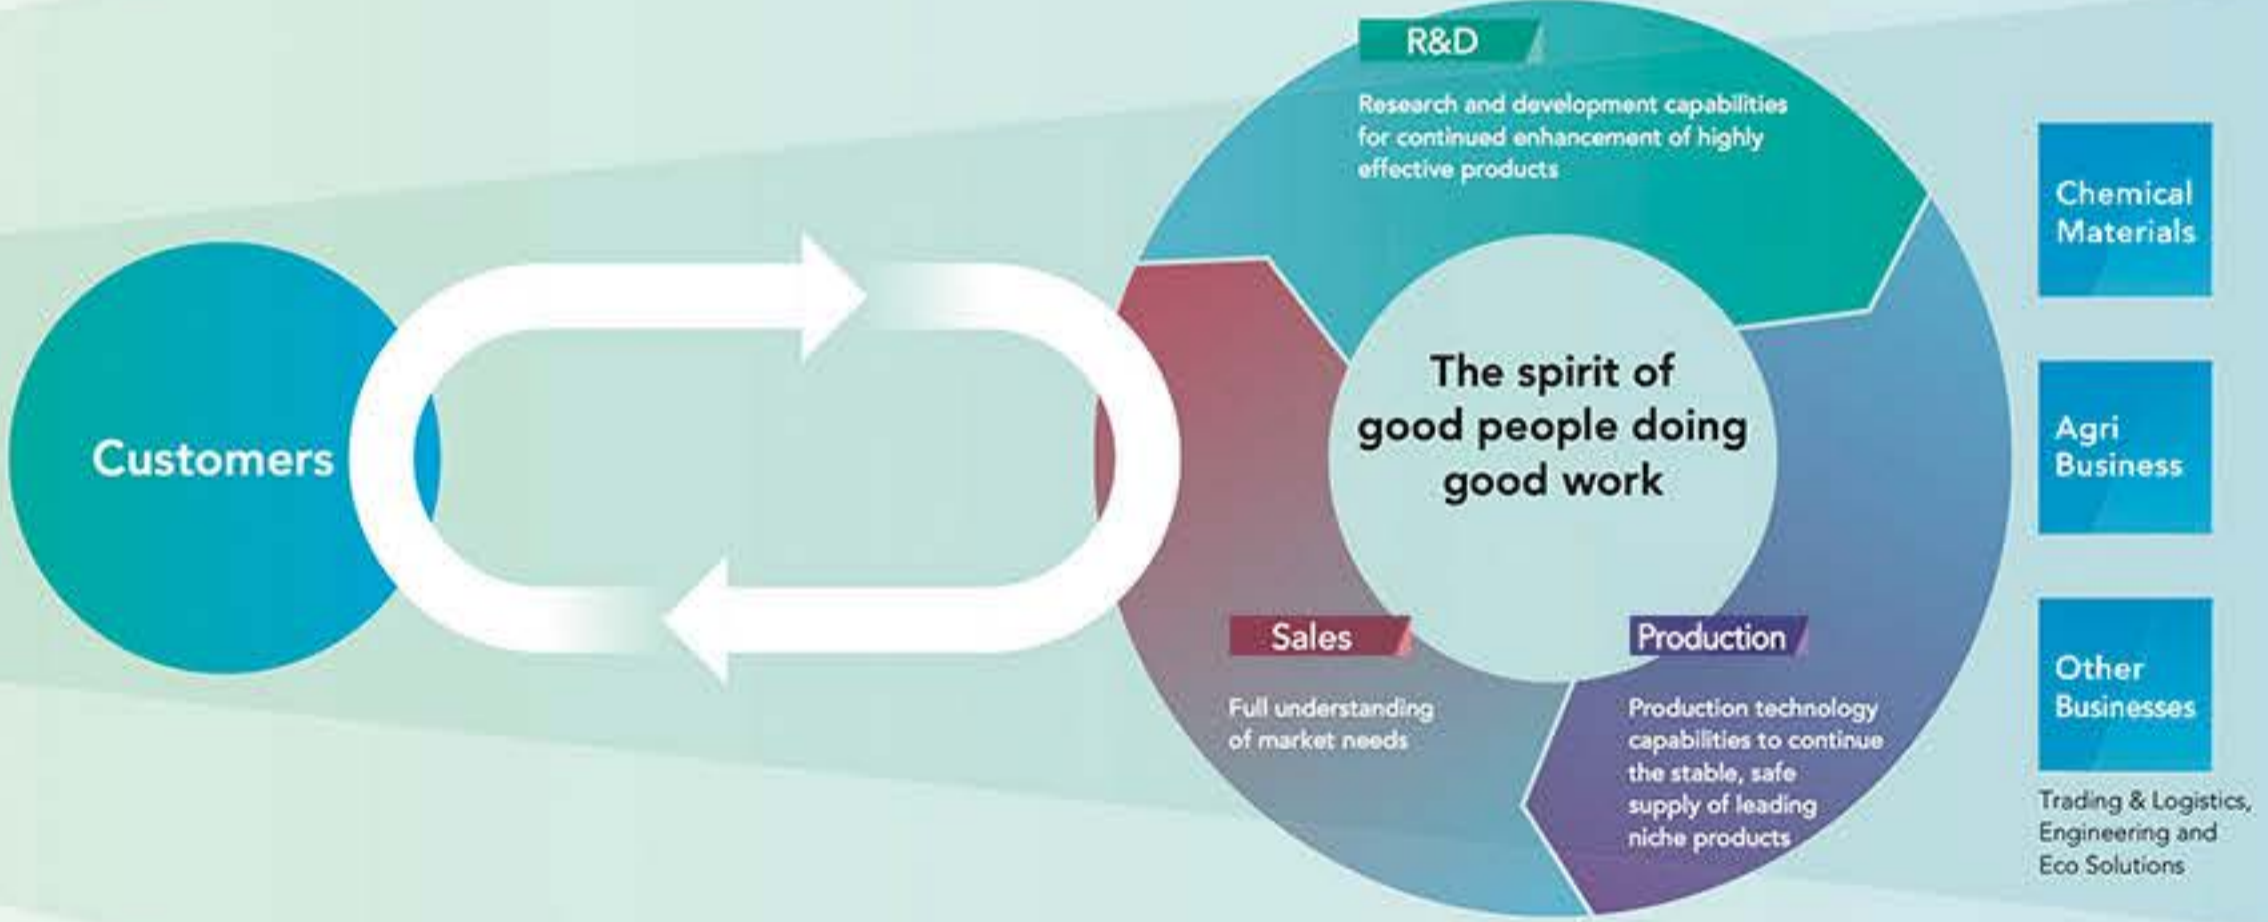 Customers
R&D
Research and development capabilities
for continued enhancement of highly
effective products
The spirit of
good people doing
good work
Sales
Full understanding
of market needs
Production
Production technology
capabilities to continue
the stable, safe
supply of leading
niche products
Chemical
Materials
Agri
Business
Other
Businesses
Trading & Logistics,
Engineering and
Eco Solutions